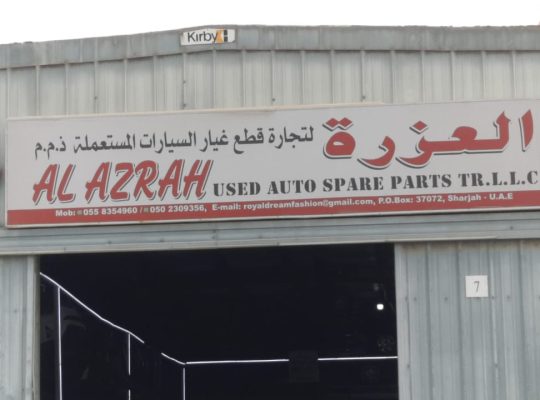 Kirby
العزرة لتجارة قطع غيار السيارات المستعملة ذ.م.م
AL AZRAH USED AUTO SPARE PARTS TR.L.L.C
Mob: 055 8354960 / 050 2309356, E-mail: royaldreamfashion@gmail.com, P.O.Box: 37072, Sharjah - U.A.E
7